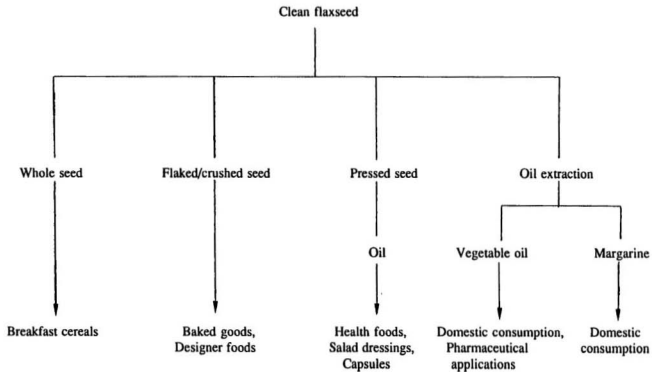 Clean flaxseed
Whole seed
Flaked/crushed seed
Pressed seed
Oil extraction
Oil
Vegetable oil
Margarine
Breakfast cereals
Baked goods,
Designer foods
Health foods,
Salad dressings,
Capsules
Domestic consumption,
Pharmaceutical
applications
Domestic
consumption